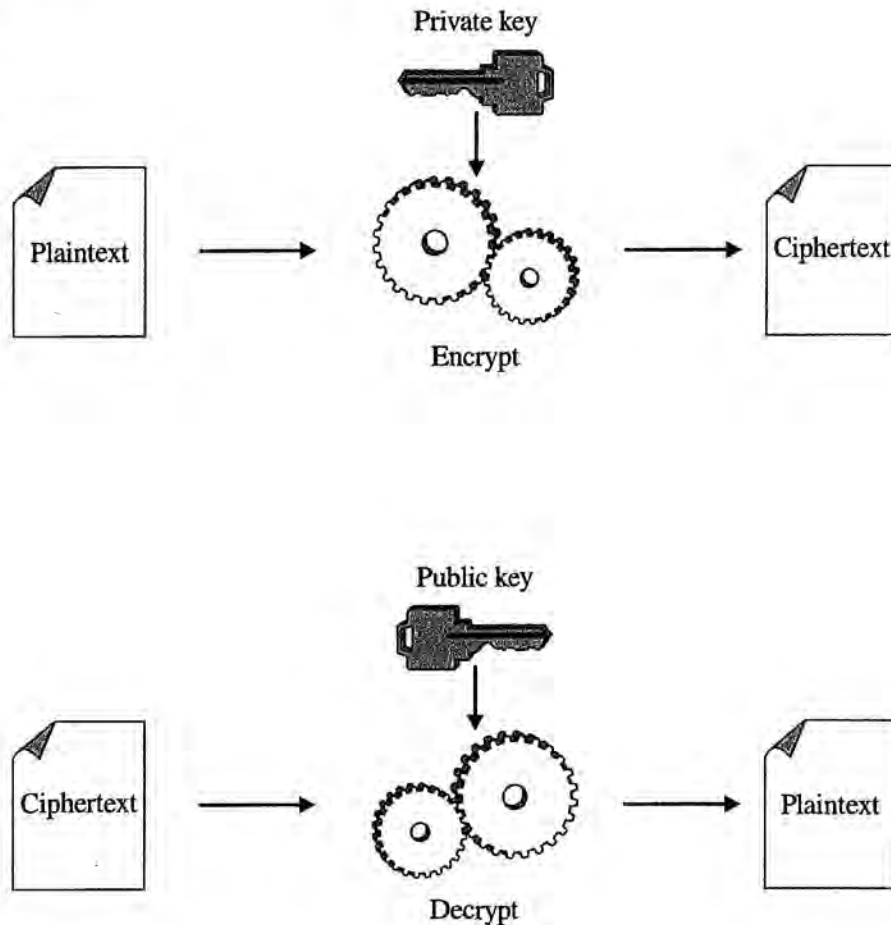 Private key
Plaintext
Ciphertext
Encrypt
Public key
Ciphertext
Plaintext
Decrypt